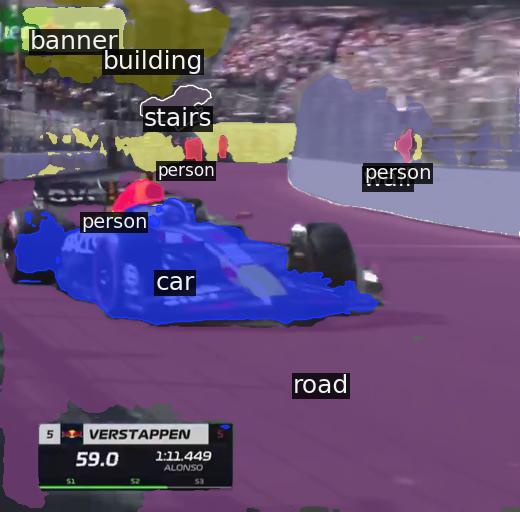 banner
building
stairs
person
person
wall
person
car
road
5 VERSTAPPEN 5
59.0 1:11.449
ALONSO
S1 S2 S3